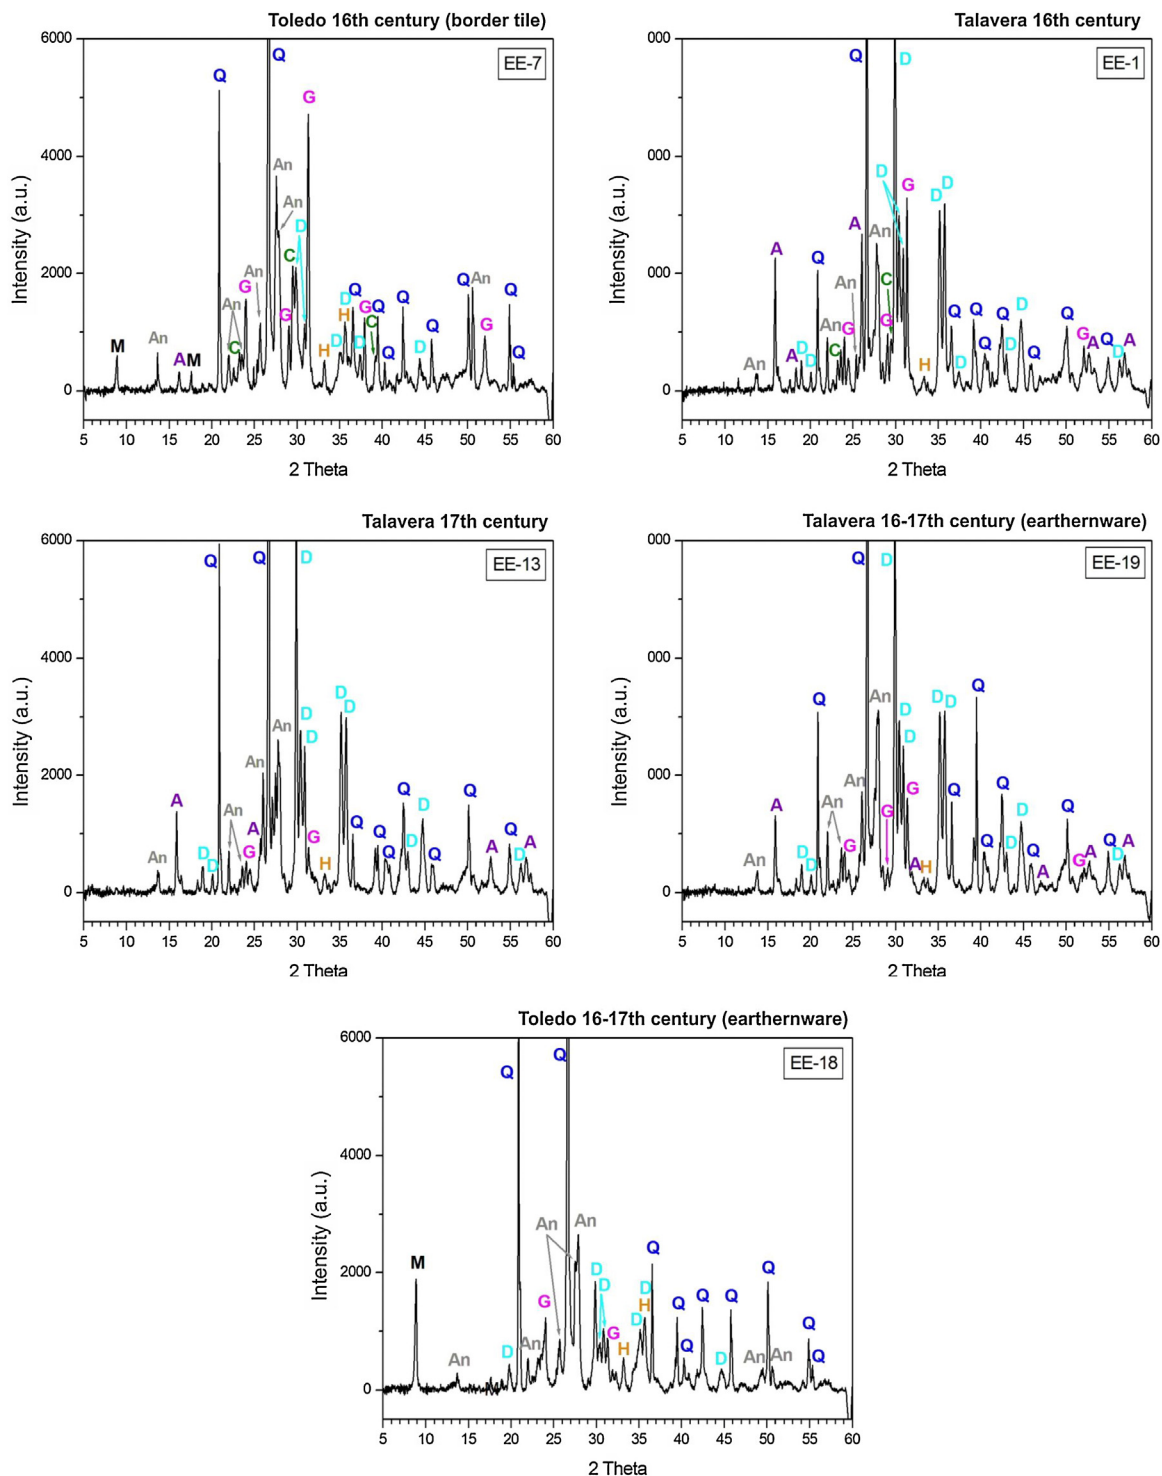 Toledo 16th century (border tile)
EE-7
6000
4000
2000
0
Intensity (a.u.)
Q
Q
G
An
An
D
C
An
G
An
G
C
M
An
A
M
H
D
H
D
Q
D
G
C
Q
Q
Q
D
Q
Q
An
G
Q
Q
5 10 15 20 25 30 35 40 45 50 55 60
2 Theta
Talavera 16th century
EE-1
000
000
000
0
Intensity (a.u.)
Q
D
D
G
D
D
A
A
An
Q
An
C
G
An
G
C
An
A
D
D
H
Q
D
Q
Q
Q
D
D
Q
Q
G
A
Q
D
A
5 10 15 20 25 30 35 40 45 50 55 60
2 Theta
Talavera 17th century
EE-13
6000
4000
2000
0
Intensity (a.u.)
Q
Q
D
D
D
D
D
An
An
A
An
A
G
An
D
D
G
H
Q
Q
Q
Q
D
D
Q
Q
A
Q
D
A
5 10 15 20 25 30 35 40 45 50 55 60
2 Theta
Talavera 16-17th century (earthernware)
EE-19
000
000
000
0
Intensity (a.u.)
Q
D
Q
An
D
D
D
D
Q
An
G
Q
A
An
G
G
An
D
D
A
H
Q
Q
D
D
Q
A
Q
G
A
Q
D
A
5 10 15 20 25 30 35 40 45 50 55 60
2 Theta
Toledo 16-17th century (earthernware)
EE-18
6000
4000
2000
0
Intensity (a.u.)
Q
Q
An
An
M
An
D
An
G
D
D
G
H
D
H
D
Q
Q
Q
Q
D
Q
An
An
Q
Q
Q
5 10 15 20 25 30 35 40 45 50 55 60
2 Theta